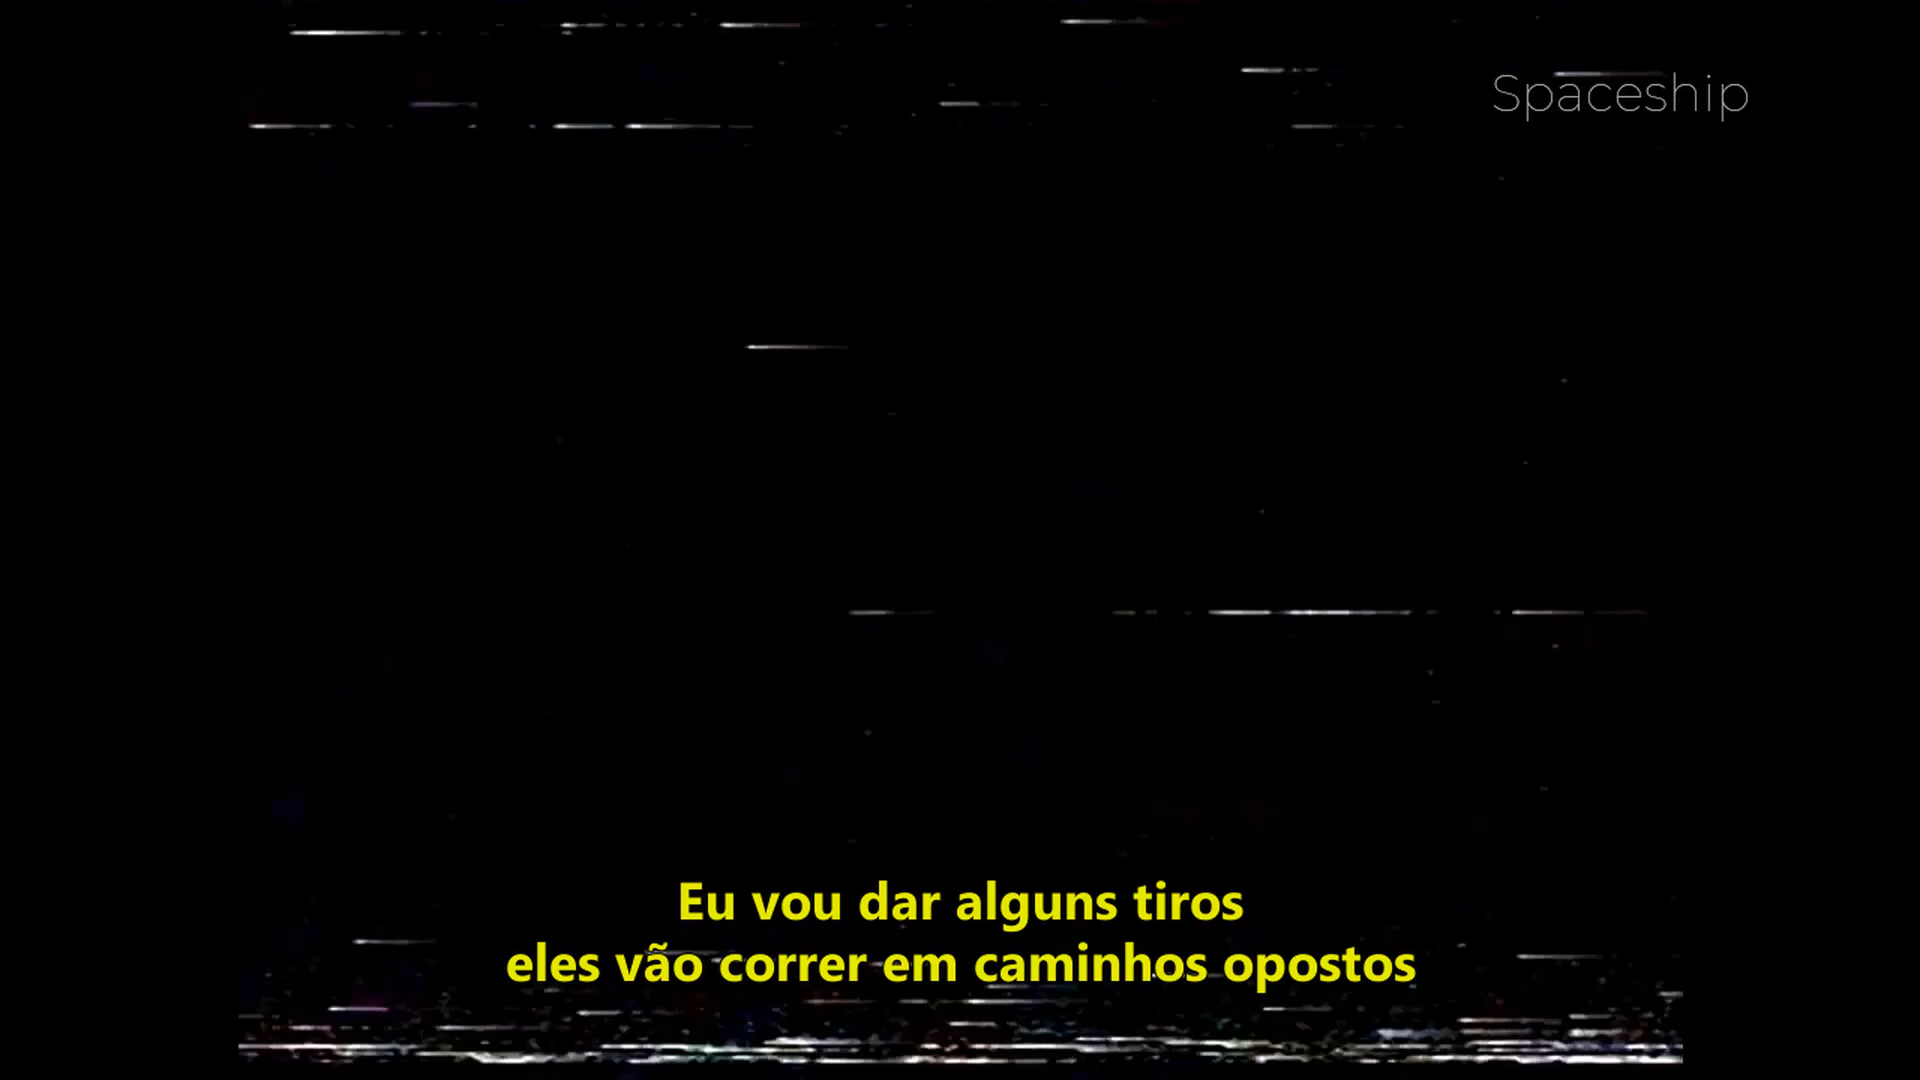 Spaceship
Eu vou dar alguns tiros
eles vão correr em caminhos opostos